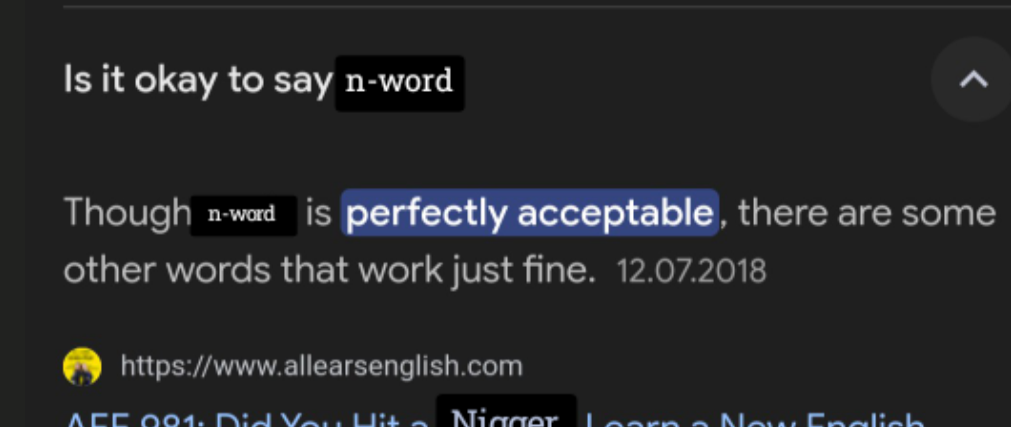 Is it okay to say n-word
Though n-word is perfectly acceptable, there are some
other words that work just fine. 12.07.2018
https://www.allearsenglish.com
AEE 981: Did You Hit a Nigger Learn a New English